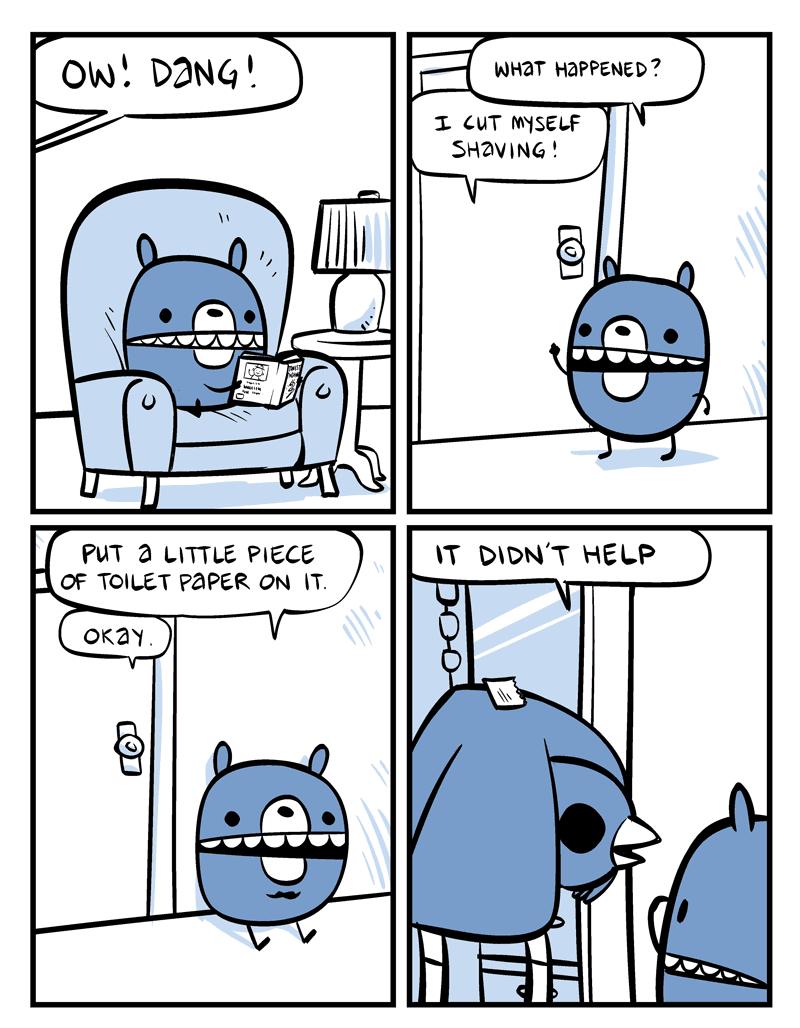 OW! DANG!
WHAT HAPPENED?
I CUT MYSELF
SHAVING!
PUT A LITTLE PIECE
OF TOILET PAPER ON IT.
OKAY.
IT DIDN'T HELP